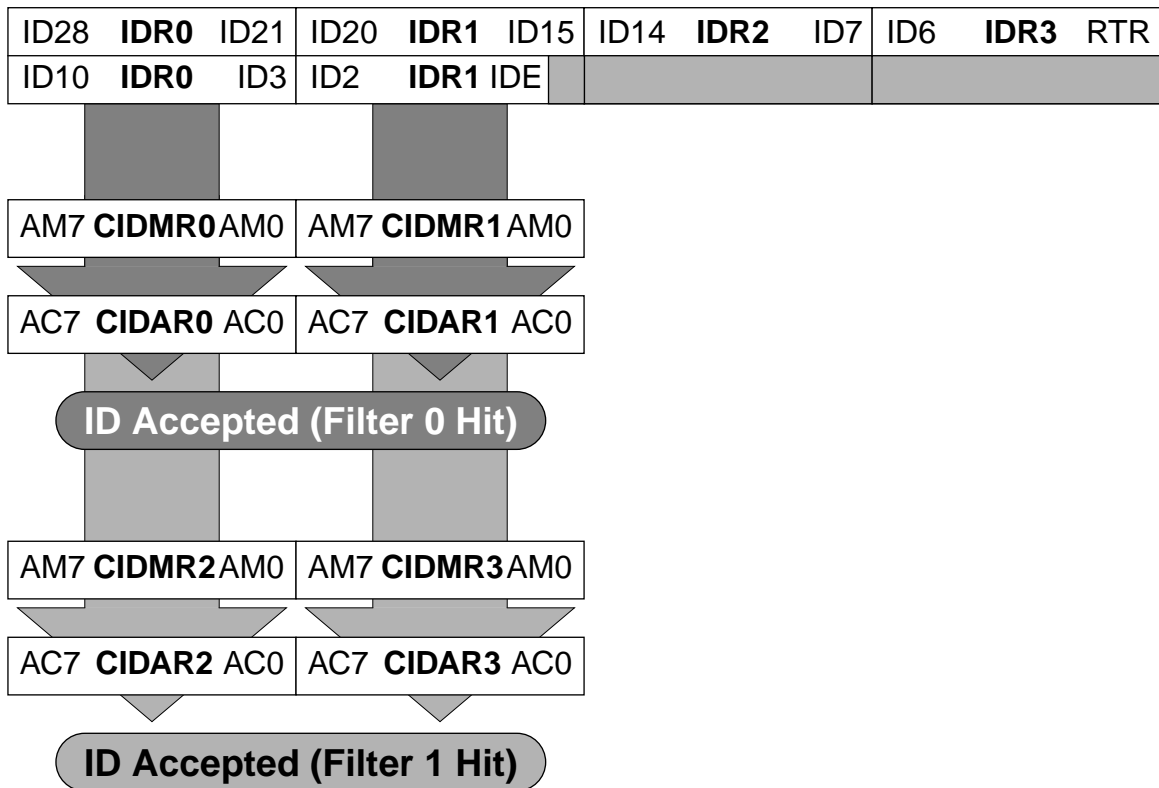 ID28 IDR0 ID21 ID20 IDR1 ID15 ID14 IDR2 ID7 ID6 IDR3 RTR
ID10 IDR0 ID3 ID2 IDR1 IDE
AM7 CIDMR0 AM0 AM7 CIDMR1 AM0
AC7 CIDAR0 AC0 AC7 CIDAR1 AC0
ID Accepted (Filter 0 Hit)
AM7 CIDMR2 AM0 AM7 CIDMR3 AM0
AC7 CIDAR2 AC0 AC7 CIDAR3 AC0
ID Accepted (Filter 1 Hit)